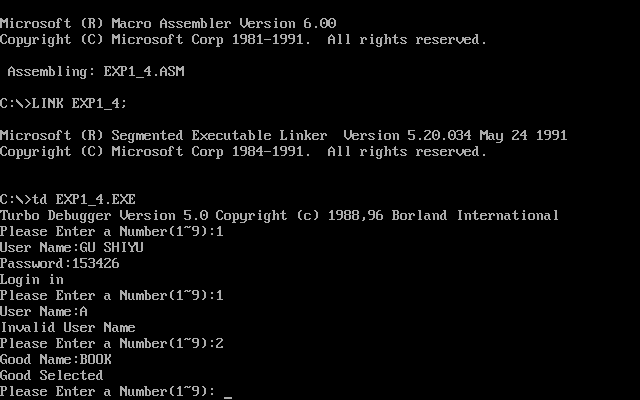 Microsoft (R) Macro Assembler Version 6.00
Copyright (C) Microsoft Corp 1981-1991.  All rights reserved.
Assembling: EXP1_4.ASM
C:\>LINK EXP1_4;
Microsoft (R) Segmented Executable Linker  Version 5.20.034 May 24 1991
Copyright (C) Microsoft Corp 1984-1991.  All rights reserved.
C:\>td EXP1_4.EXE
Turbo Debugger Version 5.0 Copyright (c) 1988,96 Borland International
Please Enter a Number(1~9):1
User Name:GU SHIYU
Password:153426
Login in
Please Enter a Number(1~9):1
User Name:A
Invalid User Name
Please Enter a Number(1~9):2
Good Name:BOOK
Good Selected
Please Enter a Number(1~9): _